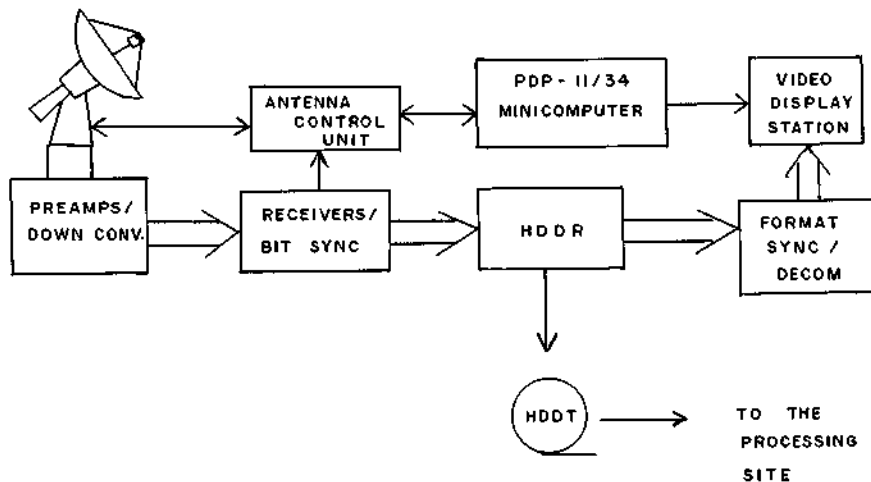 ANTENNA
CONTROL
UNIT
PDP-11/34
MINICOMPUTER
VIDEO
DISPLAY
STATION
PREAMPS/
DOWN CONV.
RECEIVERS/
BIT SYNC
HDDR
FORMAT
SYNC /
DECOM
HDDT
TO THE
PROCESSING
SITE